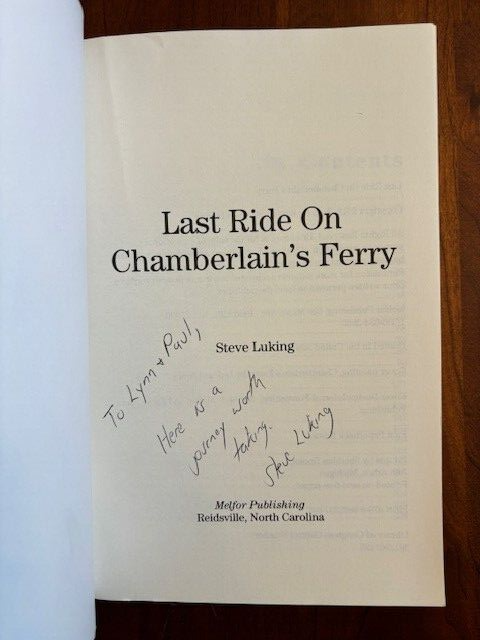 Last Ride On
Chamberlain's Ferry
Steve Luking
To Lynn + Paul,
Here is a
journey worth
taking.
Steve Luking
Melfor Publishing
Reidsville, North Carolina